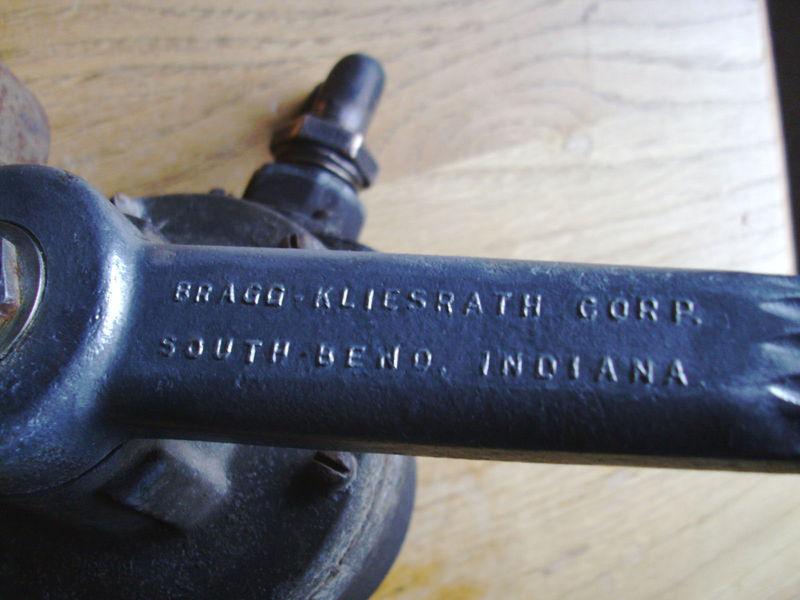 BRAGG-KLIESRATH CORP.
SOUTH-BEND, INDIANA